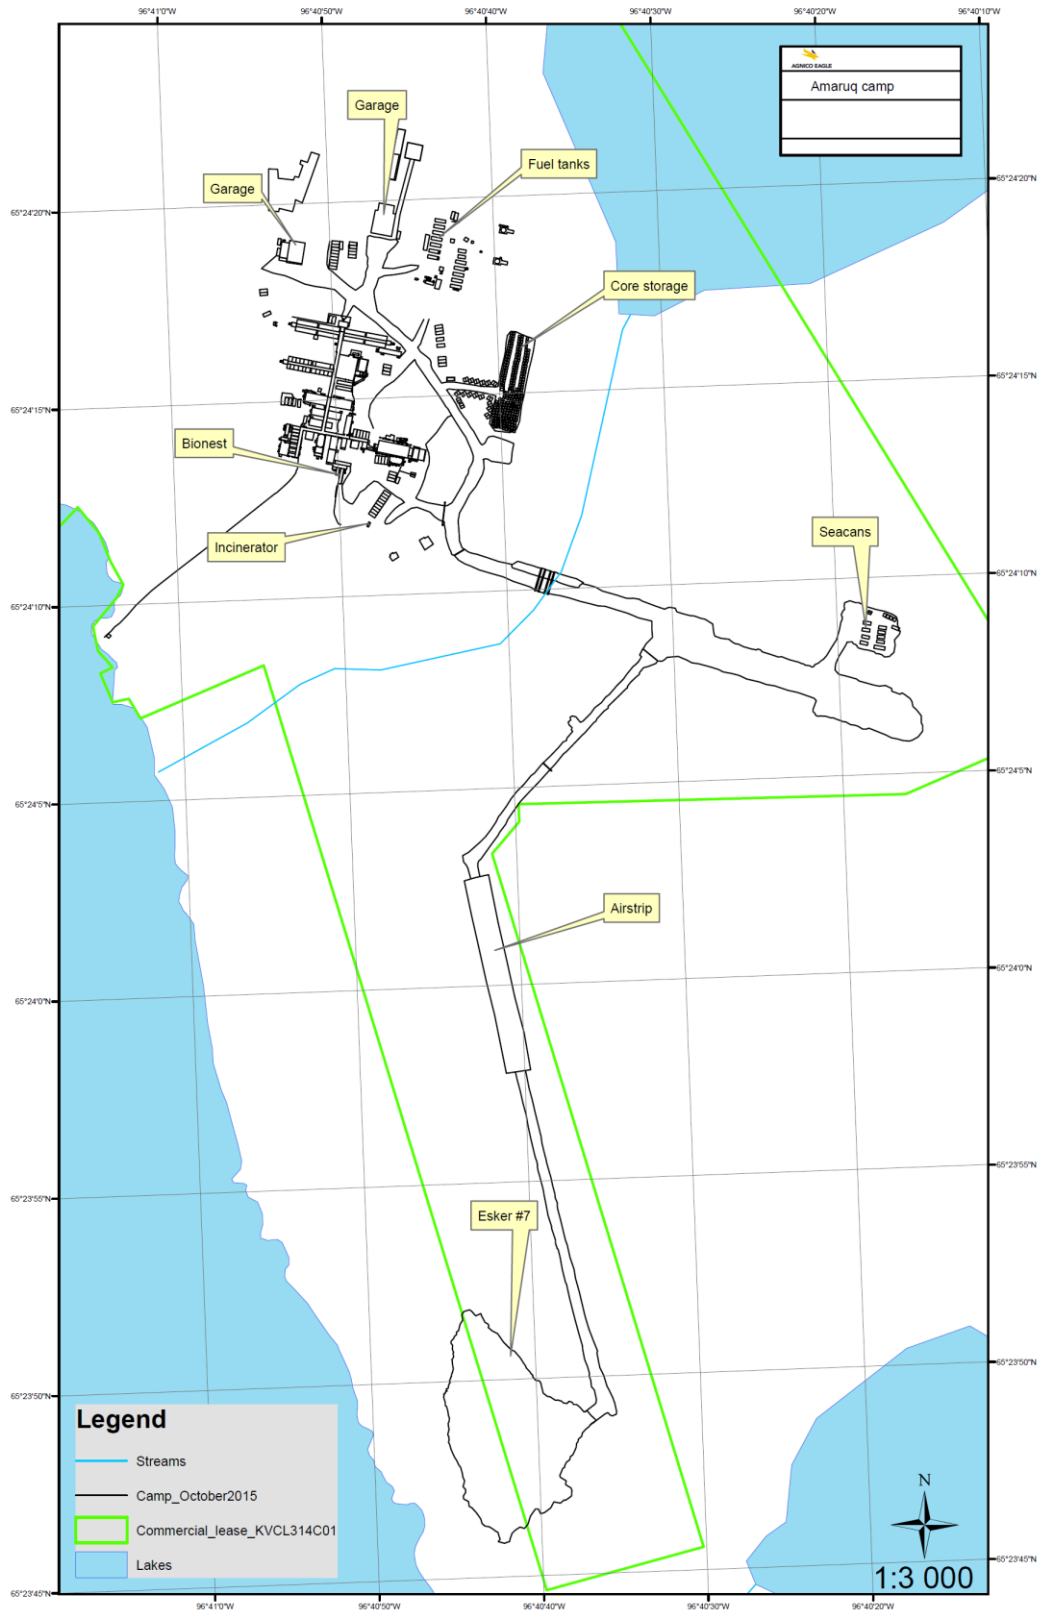 96°41'0"W
96°40'50"W
96°40'40"W
96°40'30"W
96°40'20"W
96°40'10"W
AGNICO EAGLE
Amaruq camp
Garage
Fuel tanks
65°24'20"N
Garage
65°24'20"N
Core storage
65°24'15"N
65°24'15"N
Bionest
Seacans
Incinerator
65°24'10"N
65°24'10"N
65°24'5"N
65°24'5"N
Airstrip
65°24'0"N
65°24'0"N
65°23'55"N
65°23'55"N
Esker #7
65°23'50"N
65°23'50"N
Legend
Streams
Camp_October2015
Commercial_lease_KVCL314C01
Lakes
N
1:3 000
65°23'45"N
65°23'45"N
96°41'0"W
96°40'50"W
96°40'40"W
96°40'30"W
96°40'20"W